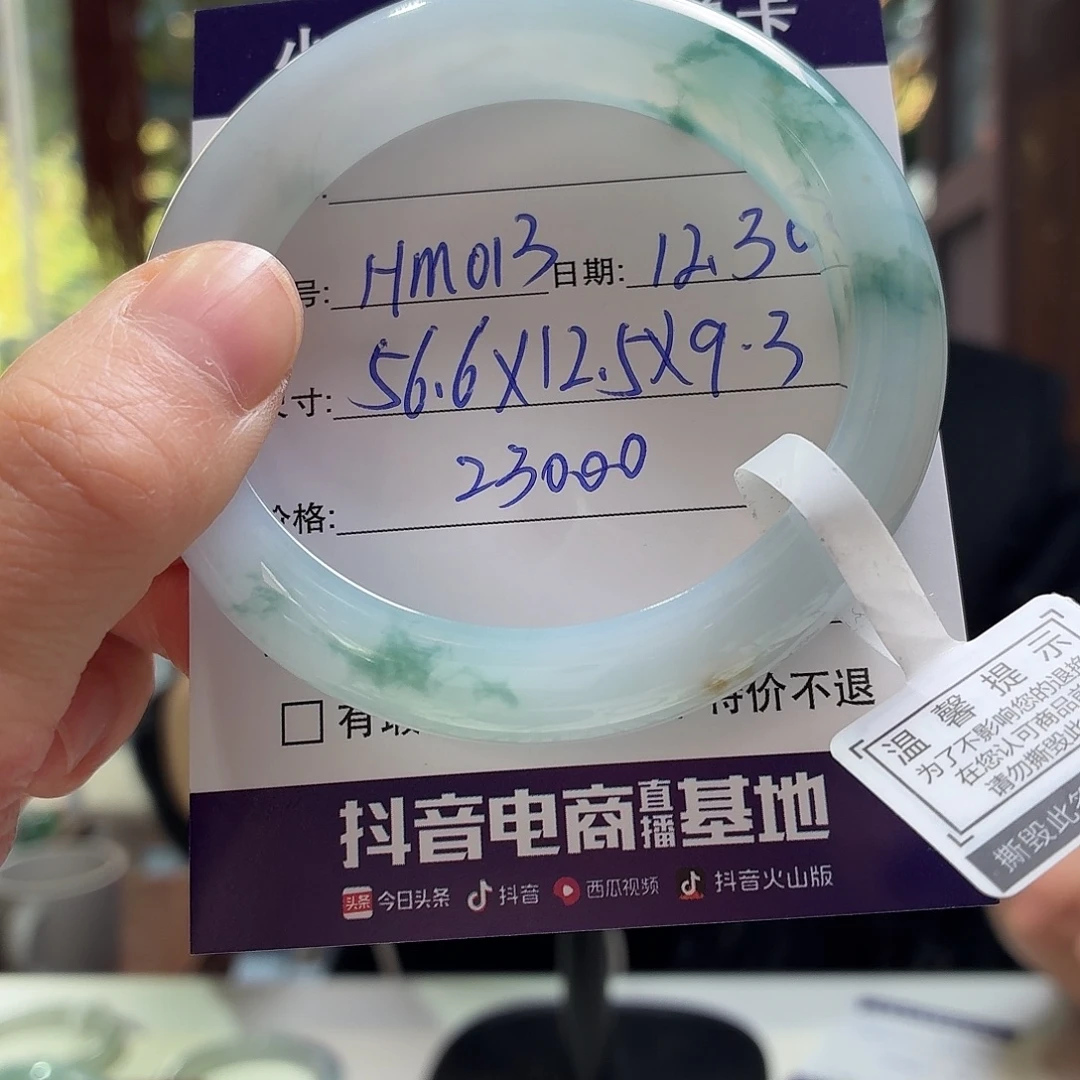 号: HM013 日期: 12.30
寸: 56.6X12.5X9.3
23000
价格:
有瑕
特价不退
抖音电商直播基地
头条 今日头条 抖音 西瓜视频 抖音火山版
温馨提示
为了不影响您的退换
在您认可商品前
请勿撕毁此
撕毁此